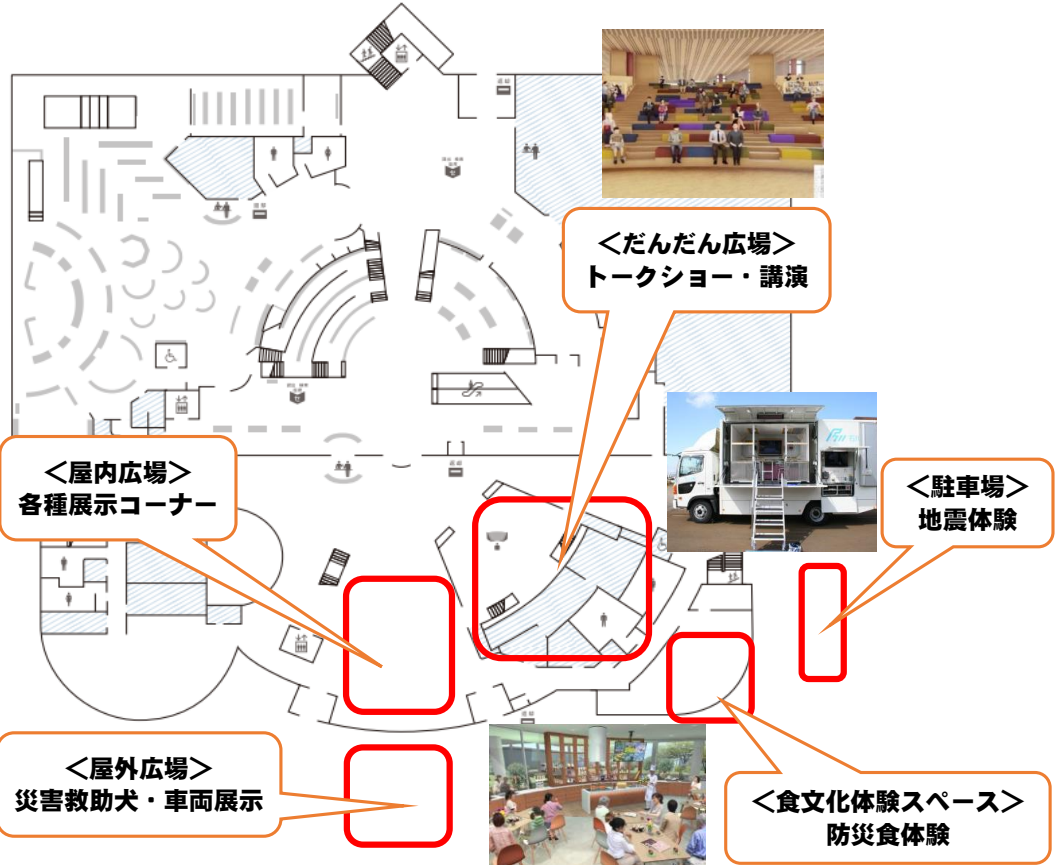 ＜だんだん広場＞
トークショー・講演
＜屋内広場＞
各種展示コーナー
＜駐車場＞
地震体験
＜屋外広場＞
災害救助犬・車両展示
＜食文化体験スペース＞
防災食体験